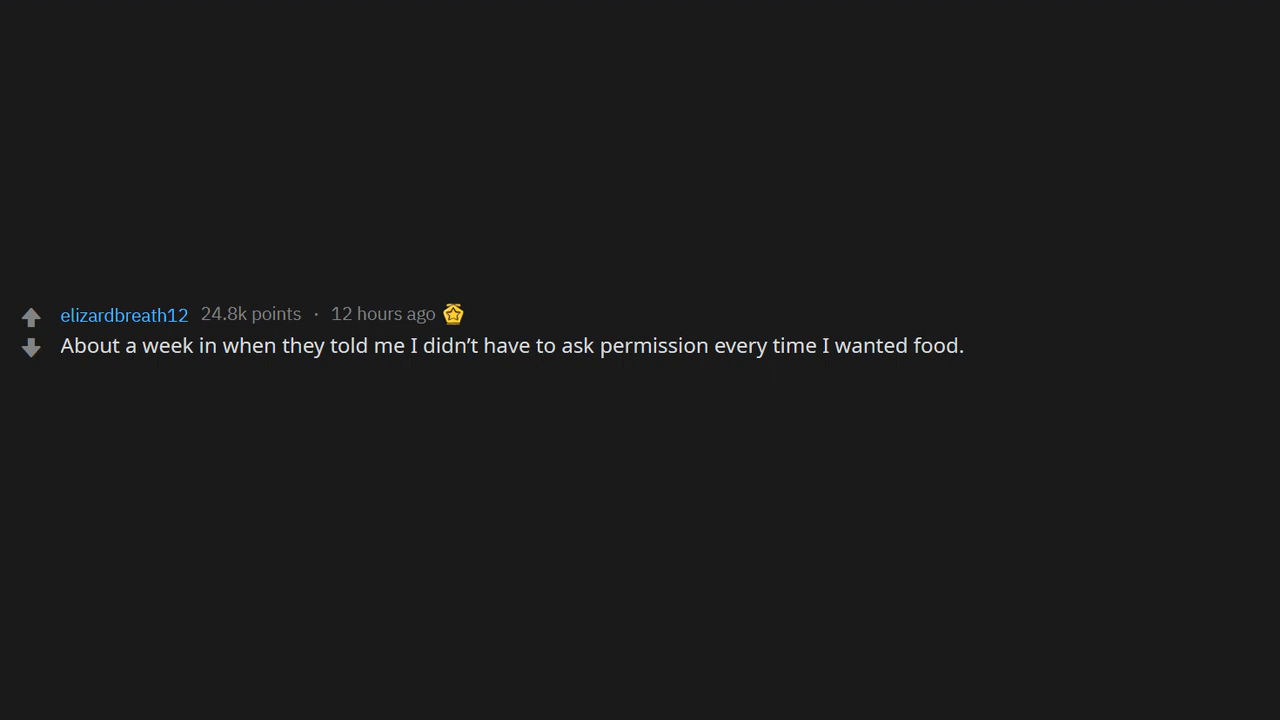 elizardbreath12 24.8k points · 12 hours ago
About a week in when they told me I didn’t have to ask permission every time I wanted food.